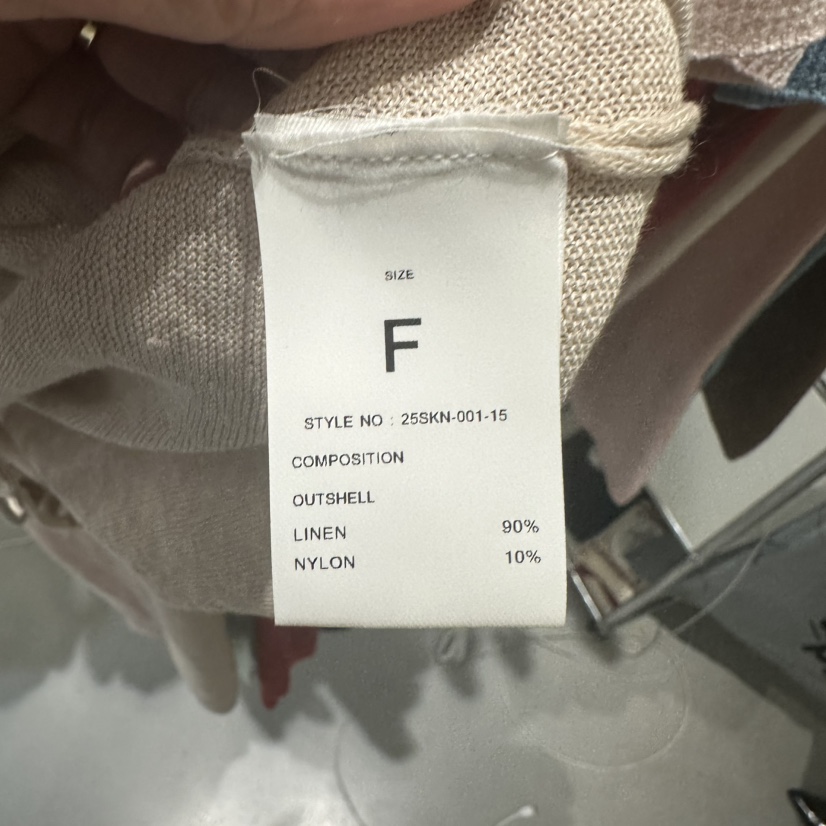 SIZE
F
STYLE NO : 25SKN-001-15
COMPOSITION
OUTSHELL
LINEN 90%
NYLON 10%